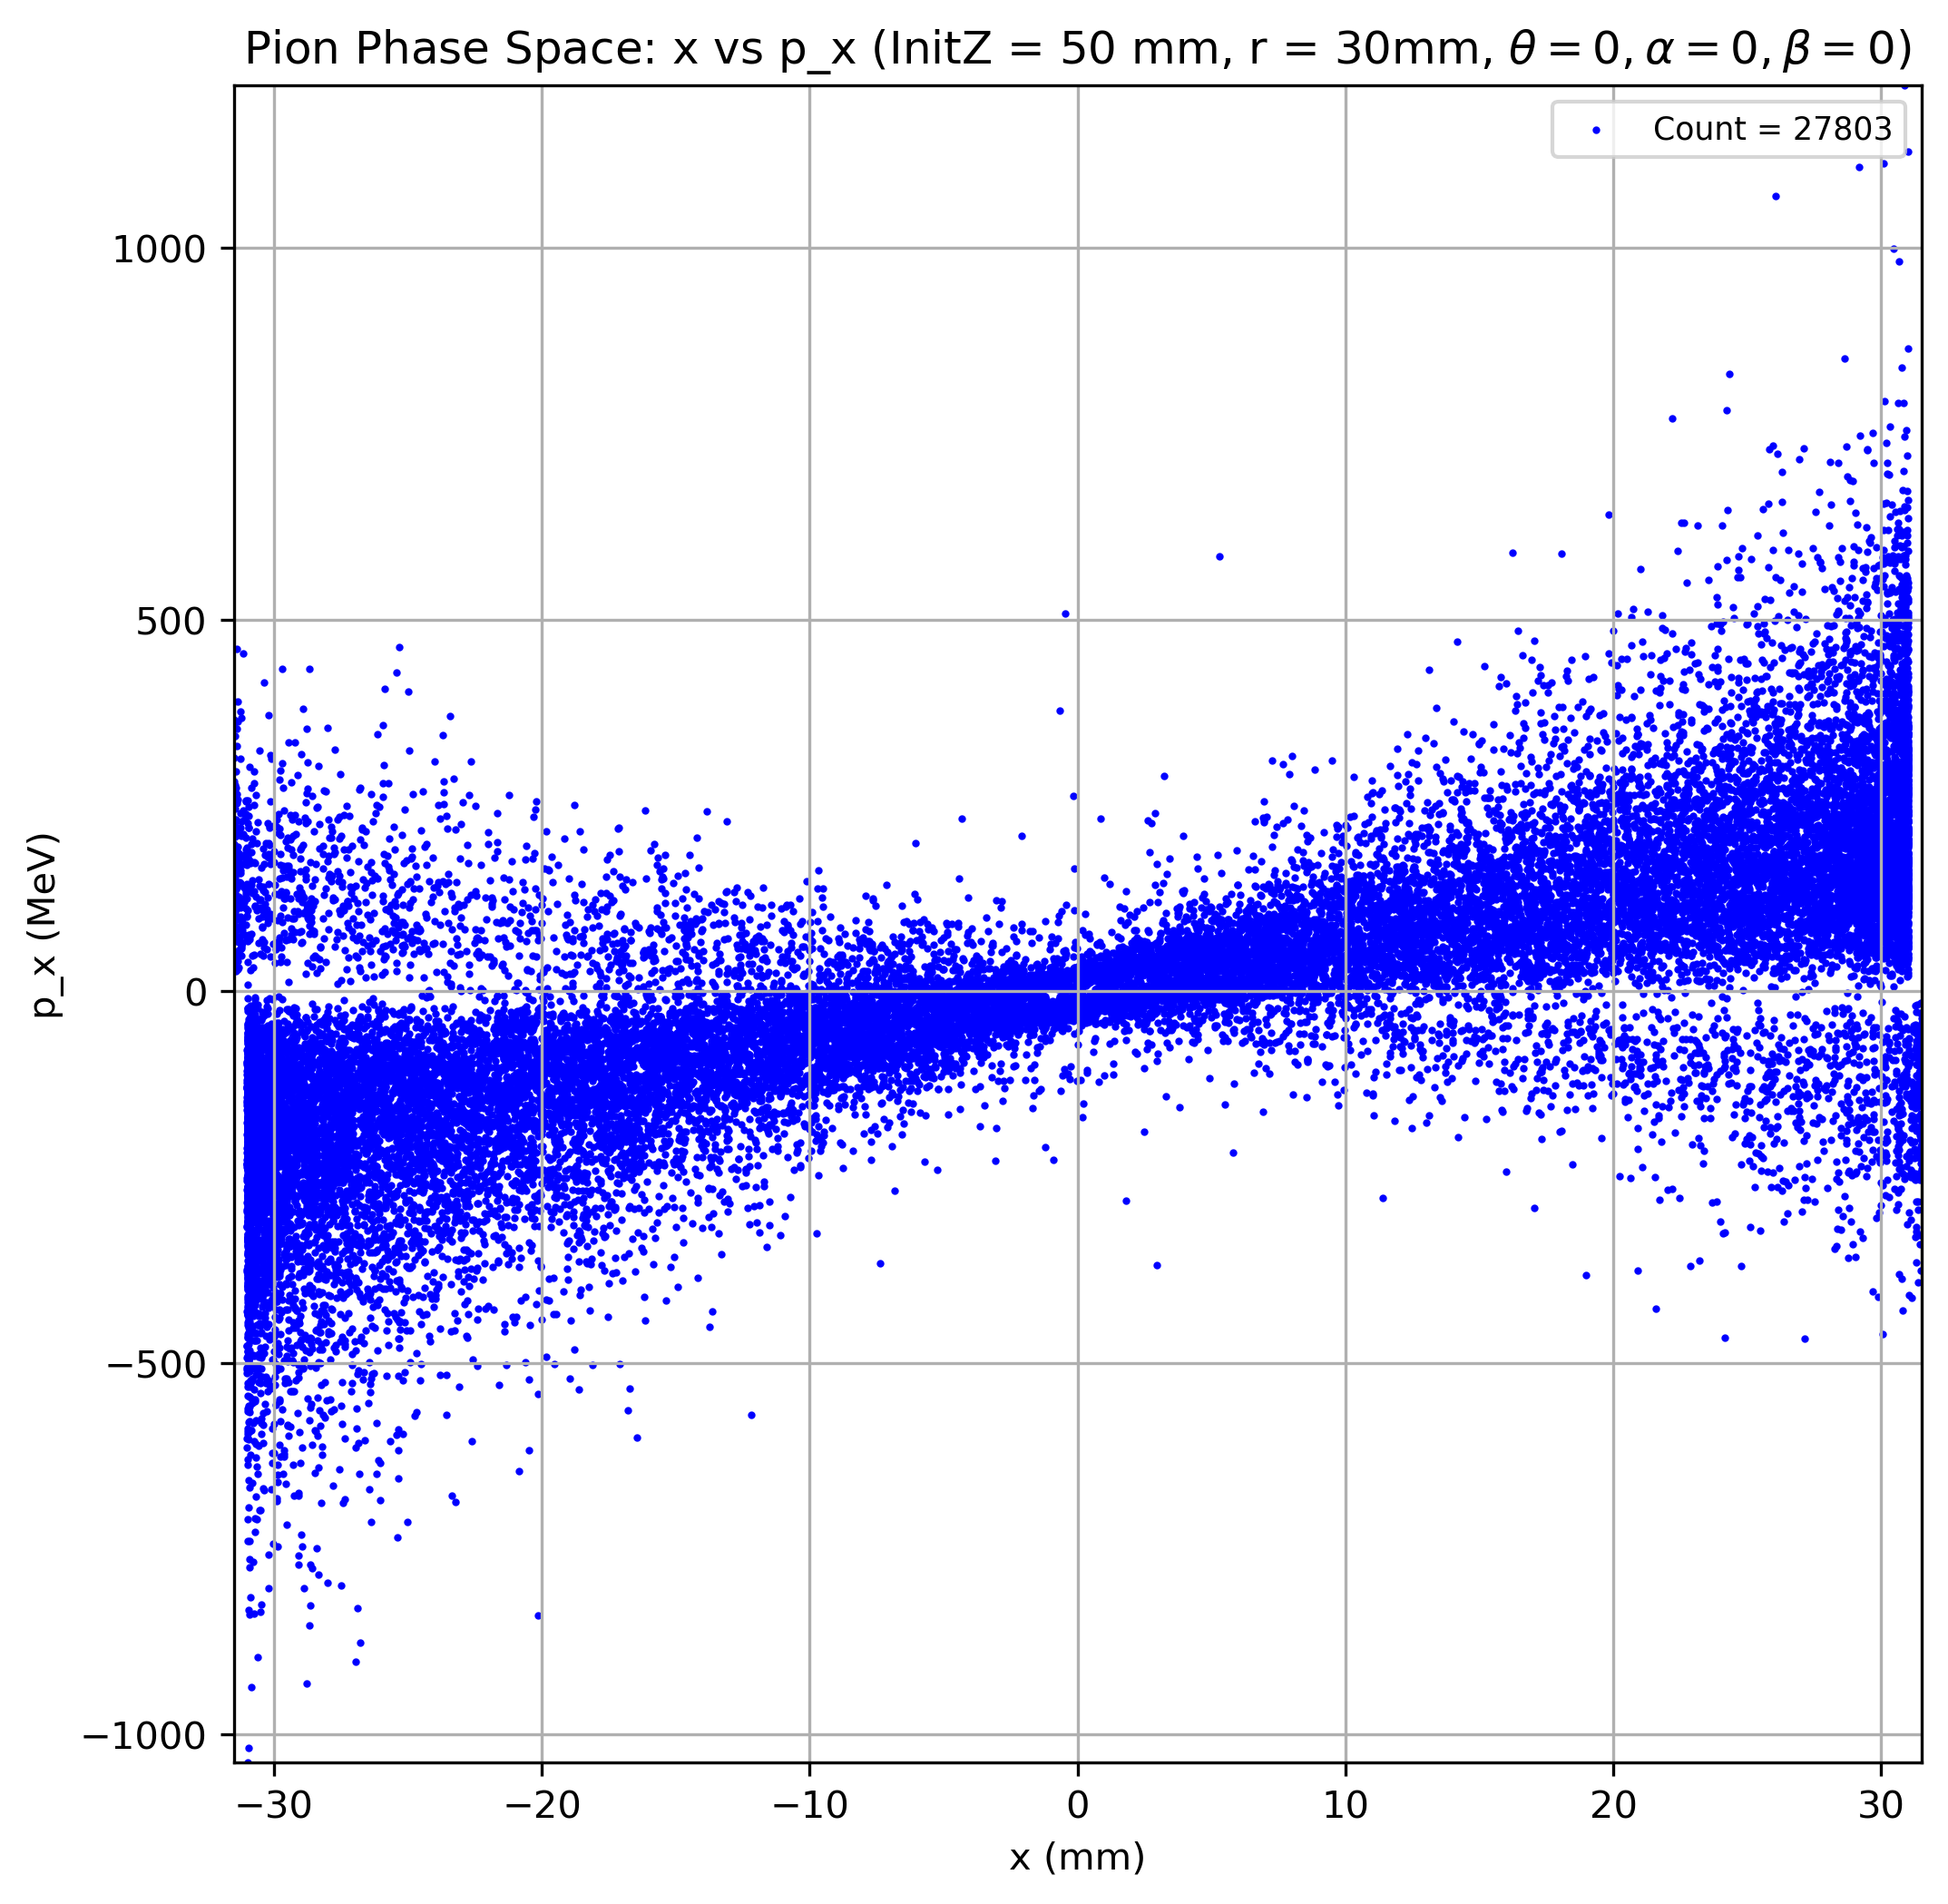 Pion Phase Space: x vs p_x (InitZ = 50 mm, r = 30mm, θ = 0, α = 0, β = 0)
Count = 27803
1000
500
0
−500
−1000
p_x (MeV)
−30 −20 −10 0 10 20 30
x (mm)